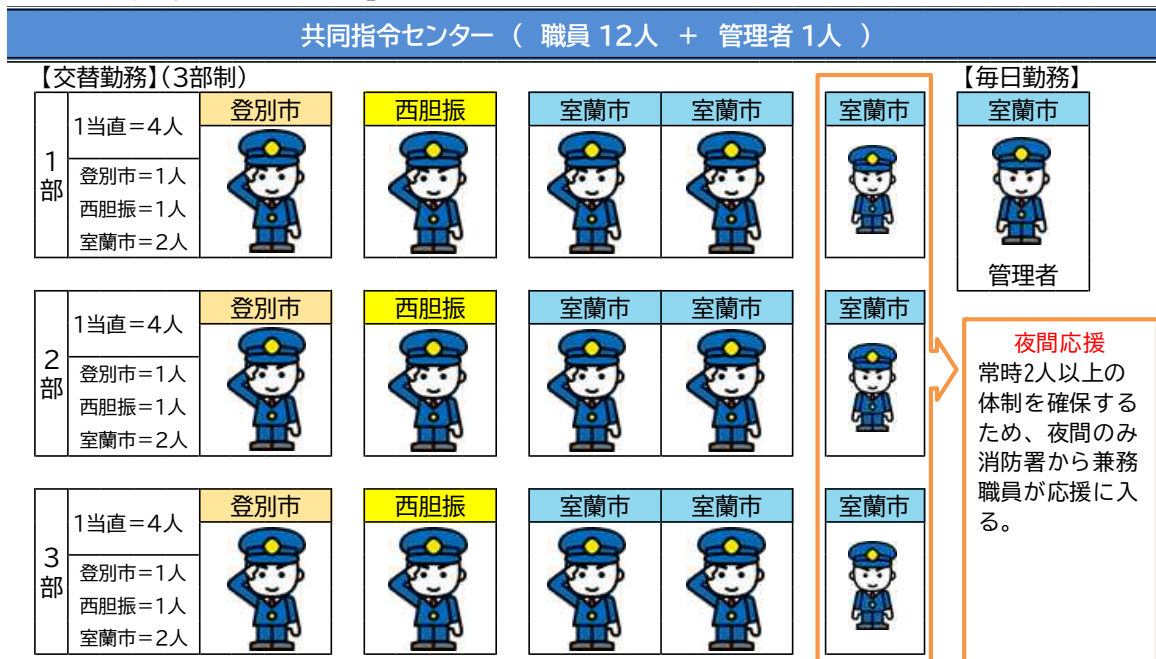 共同指令センター （ 職員 12人 ＋ 管理者 1人 ）
【交替勤務】(3部制)
【毎日勤務】
1部
1当直＝4人
登別市＝1人
西胆振＝1人
室蘭市＝2人
登別市
西胆振
室蘭市
室蘭市
室蘭市
室蘭市
管理者
2部
1当直＝4人
登別市＝1人
西胆振＝1人
室蘭市＝2人
登別市
西胆振
室蘭市
室蘭市
室蘭市
夜間応援
常時2人以上の
体制を確保する
ため、夜間のみ
消防署から兼務
職員が応援に入
る。
3部
1当直＝4人
登別市＝1人
西胆振＝1人
室蘭市＝2人
登別市
西胆振
室蘭市
室蘭市
室蘭市